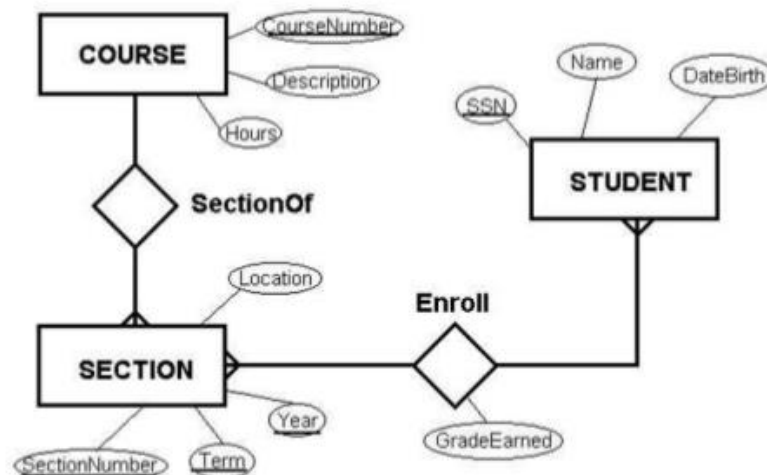 CourseNumber
COURSE
Description
Hours
Name
DateBirth
SSN
STUDENT
SectionOf
Location
Enroll
SECTION
Year
GradeEarned
SectionNumber
Term